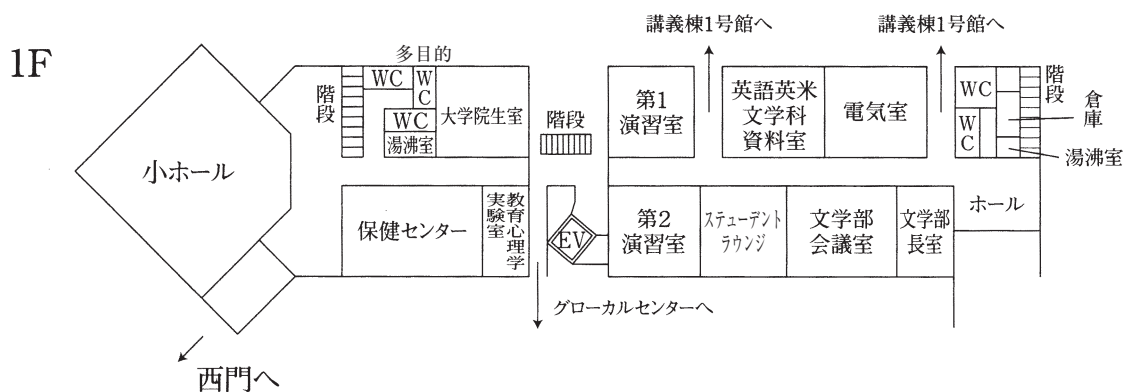 1F
講義棟1号館へ
講義棟1号館へ
多目的
階段
WC
WC
WC
湯沸室
大学院生室
階段
第1
演習室
英語英米
文学科
資料室
電気室
WC
WC
階段
倉庫
湯沸室
小ホール
保健センター
教育心理学
実験室
EV
第2
演習室
ステューデント
ラウンジ
文学部
会議室
文学部
長室
ホール
グローカルセンターへ
西門へ